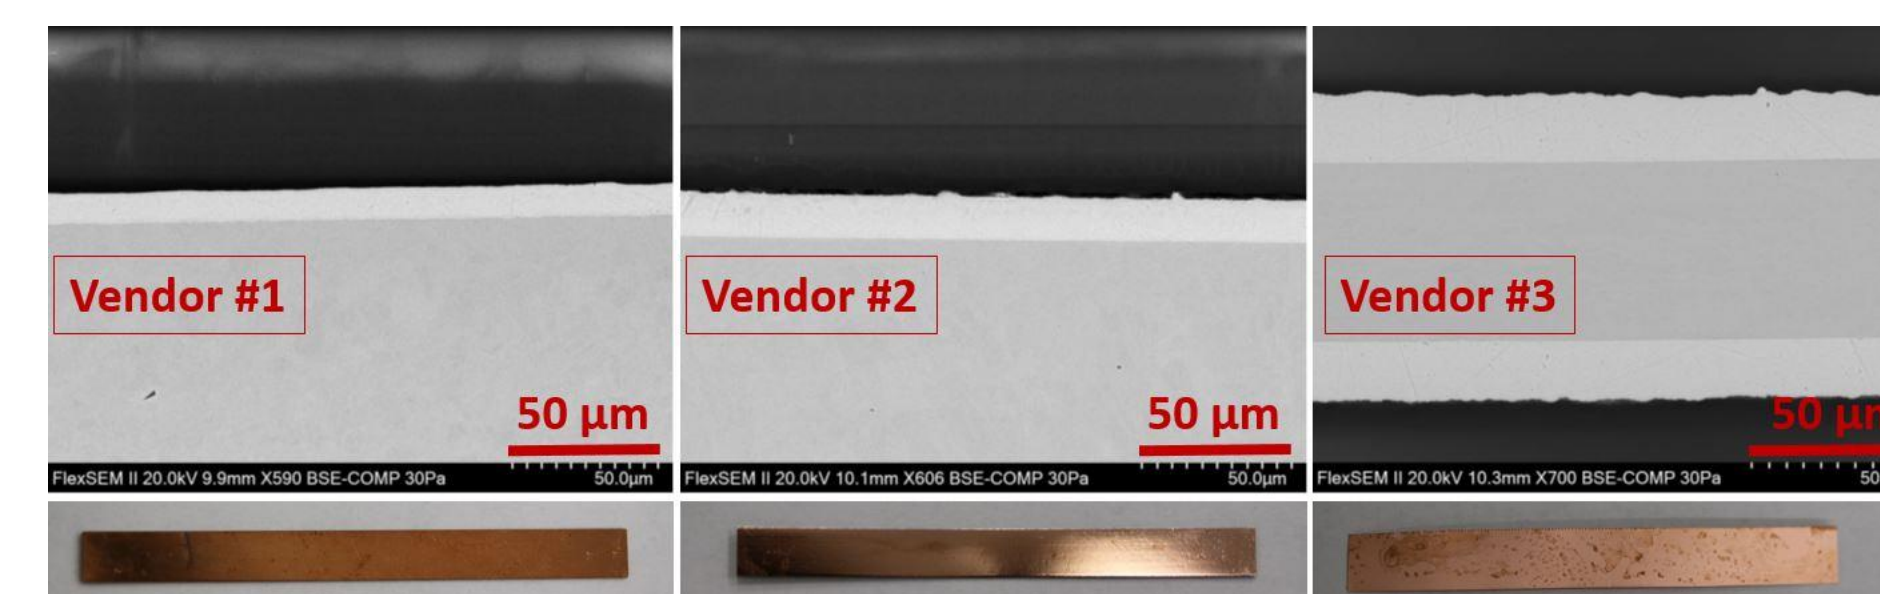 Vendor #1
50 µm
FlexSEM II 20.0kV 9.9mm X590 BSE-COMP 30Pa
50.0µm
Vendor #2
50 µm
FlexSEM II 20.0kV 10.1mm X606 BSE-COMP 30Pa
50.0µm
Vendor #3
50 µ
FlexSEM II 20.0kV 10.3mm X700 BSE-COMP 30Pa
50